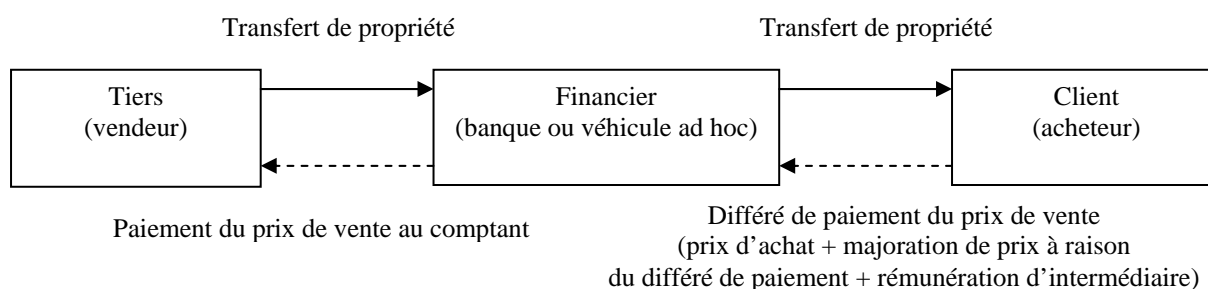 Transfert de propriété
Transfert de propriété
Tiers
(vendeur)
Financier
(banque ou véhicule ad hoc)
Client
(acheteur)
Paiement du prix de vente au comptant
Différé de paiement du prix de vente
(prix d’achat + majoration de prix à raison
du différé de paiement + rémunération d’intermédiaire)